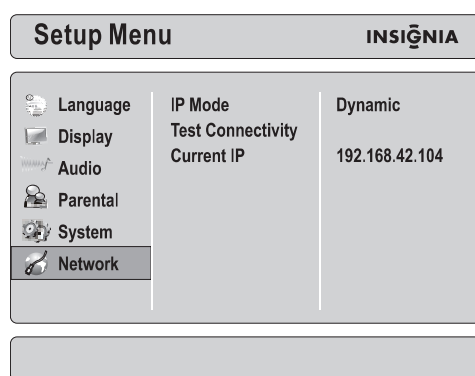 Setup Menu
INSIGNIA
Language
Display
Audio
Parental
System
Network
IP Mode
Test Connectivity
Current IP
Dynamic
192.168.42.104